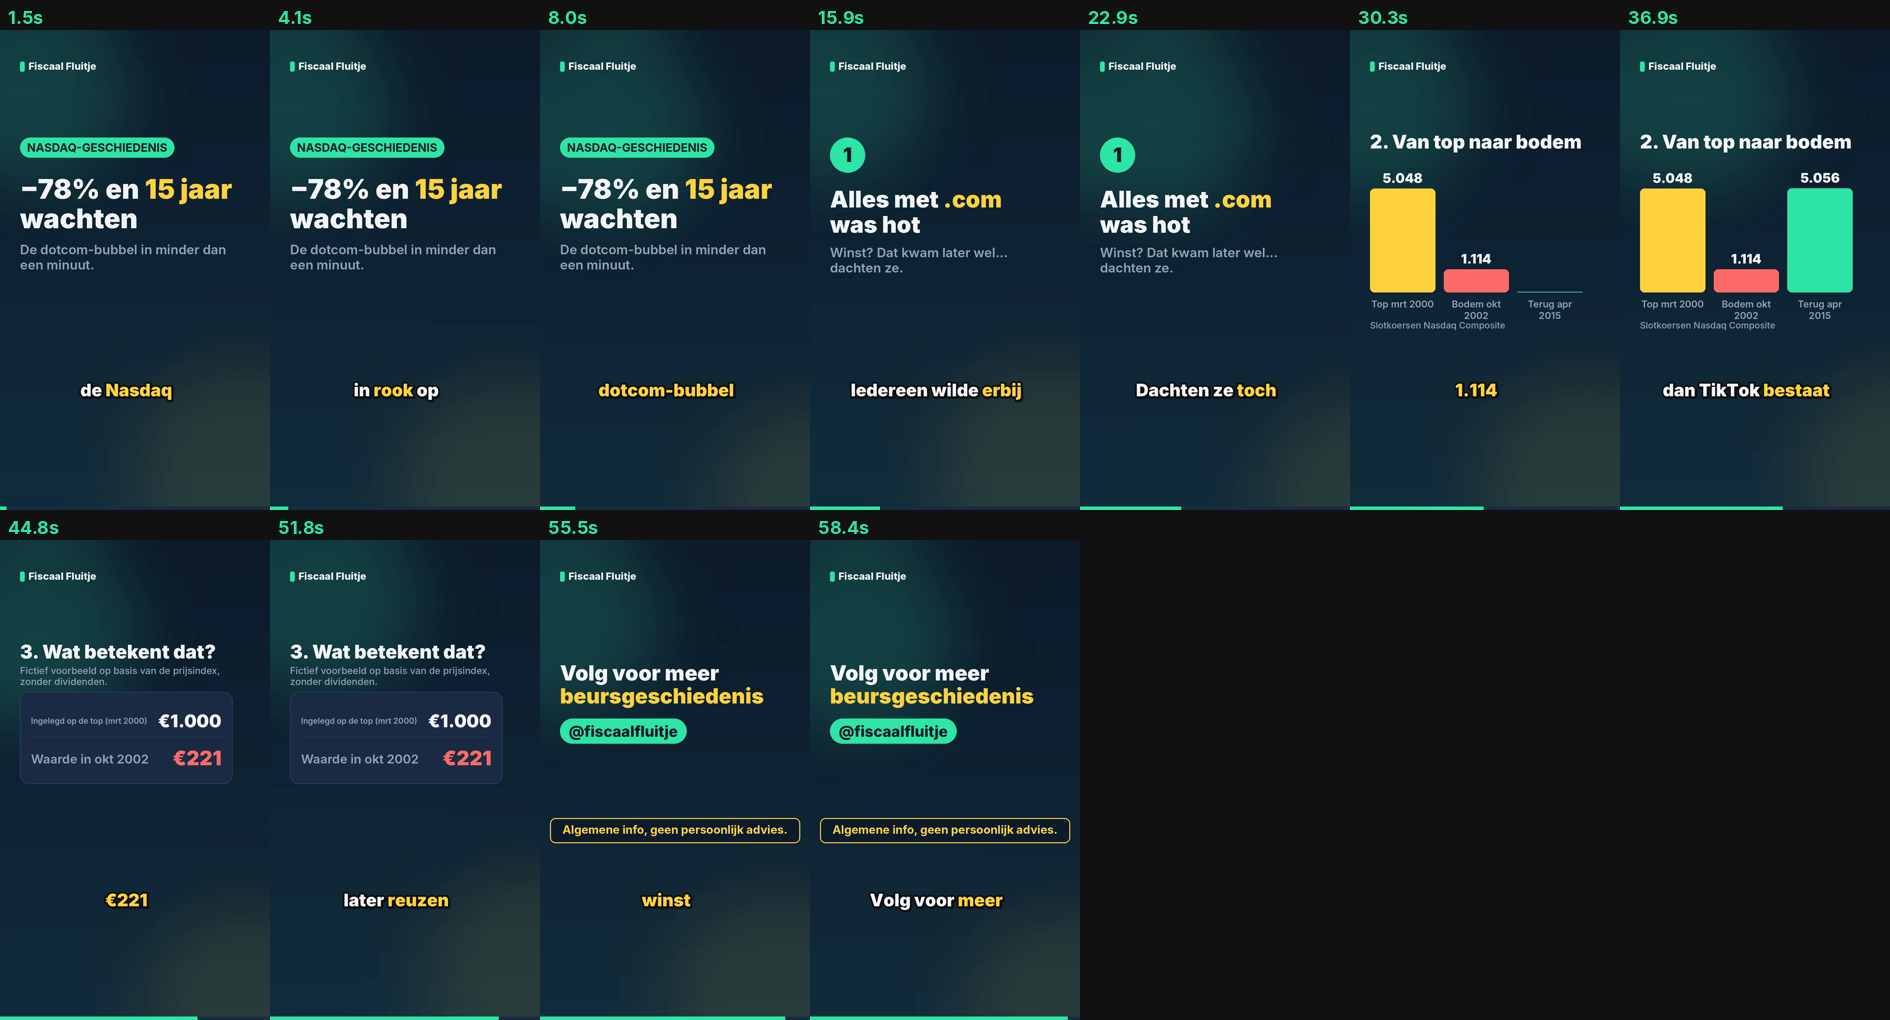 1.5s
Fiscaal Fluitje
NASDAQ-GESCHIEDENIS
−78% en 15 jaar
wachten
De dotcom-bubbel in minder dan
een minuut.
de Nasdaq
4.1s
Fiscaal Fluitje
NASDAQ-GESCHIEDENIS
−78% en 15 jaar
wachten
De dotcom-bubbel in minder dan
een minuut.
in rook op
8.0s
Fiscaal Fluitje
NASDAQ-GESCHIEDENIS
−78% en 15 jaar
wachten
De dotcom-bubbel in minder dan
een minuut.
dotcom-bubbel
15.9s
Fiscaal Fluitje
1
Alles met .com
was hot
Winst? Dat kwam later wel...
dachten ze.
Iedereen wilde erbij
22.9s
Fiscaal Fluitje
1
Alles met .com
was hot
Winst? Dat kwam later wel...
dachten ze.
Dachten ze toch
30.3s
Fiscaal Fluitje
2. Van top naar bodem
5.048
1.114
Top mrt 2000
Bodem okt
2002
Terug apr
2015
Slotkoersen Nasdaq Composite
1.114
36.9s
Fiscaal Fluitje
2. Van top naar bodem
5.048
1.114
5.056
Top mrt 2000
Bodem okt
2002
Terug apr
2015
Slotkoersen Nasdaq Composite
dan TikTok bestaat
44.8s
Fiscaal Fluitje
3. Wat betekent dat?
Fictief voorbeeld op basis van de prijsindex,
zonder dividenden.
Ingelegd op de top (mrt 2000) €1.000
Waarde in okt 2002 €221
€221
51.8s
Fiscaal Fluitje
3. Wat betekent dat?
Fictief voorbeeld op basis van de prijsindex,
zonder dividenden.
Ingelegd op de top (mrt 2000) €1.000
Waarde in okt 2002 €221
later reuzen
55.5s
Fiscaal Fluitje
Volg voor meer
beursgeschiedenis
@fiscaalfluitje
Algemene info, geen persoonlijk advies.
winst
58.4s
Fiscaal Fluitje
Volg voor meer
beursgeschiedenis
@fiscaalfluitje
Algemene info, geen persoonlijk advies.
Volg voor meer